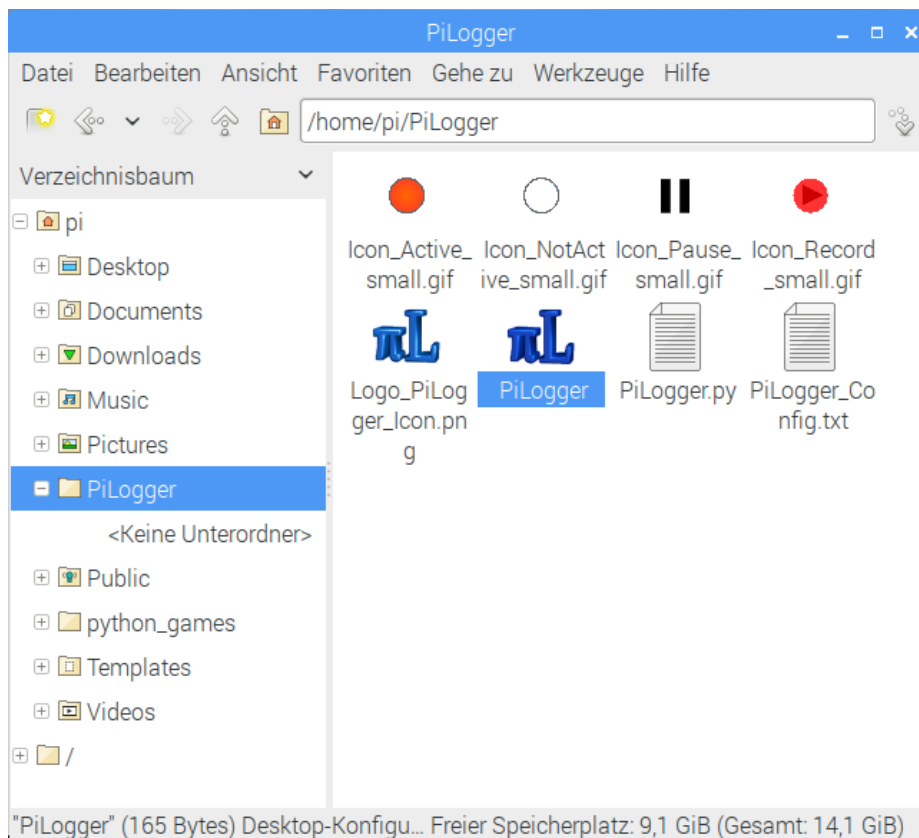 PiLogger
Datei Bearbeiten Ansicht Favoriten Gehe zu Werkzeuge Hilfe
/home/pi/PiLogger
Verzeichnisbaum
pi
Desktop
Documents
Downloads
Music
Pictures
PiLogger
<Keine Unterordner>
Public
python_games
Templates
Videos
/
Icon_Active_
small.gif
Icon_NotAct
ive_small.gif
Icon_Pause_
small.gif
Icon_Record
_small.gif
πL
Logo_PiLog
ger_Icon.pn
g
πL
PiLogger
PiLogger.py
PiLogger_Co
nfig.txt
"PiLogger" (165 Bytes) Desktop-Konfigu... Freier Speicherplatz: 9,1 GiB (Gesamt: 14,1 GiB)